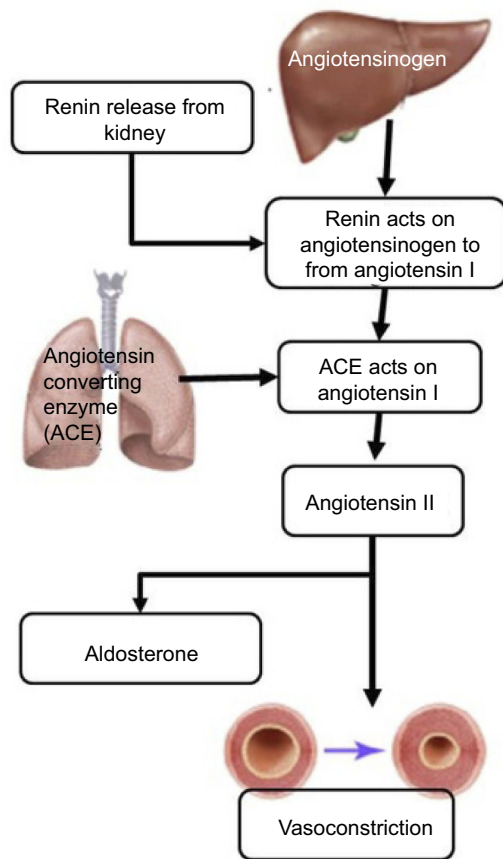 Angiotensinogen
Renin release from
kidney
Renin acts on
angiotensinogen to
from angiotensin I
Angiotensin
converting
enzyme
(ACE)
ACE acts on
angiotensin I
Angiotensin II
Aldosterone
Vasoconstriction